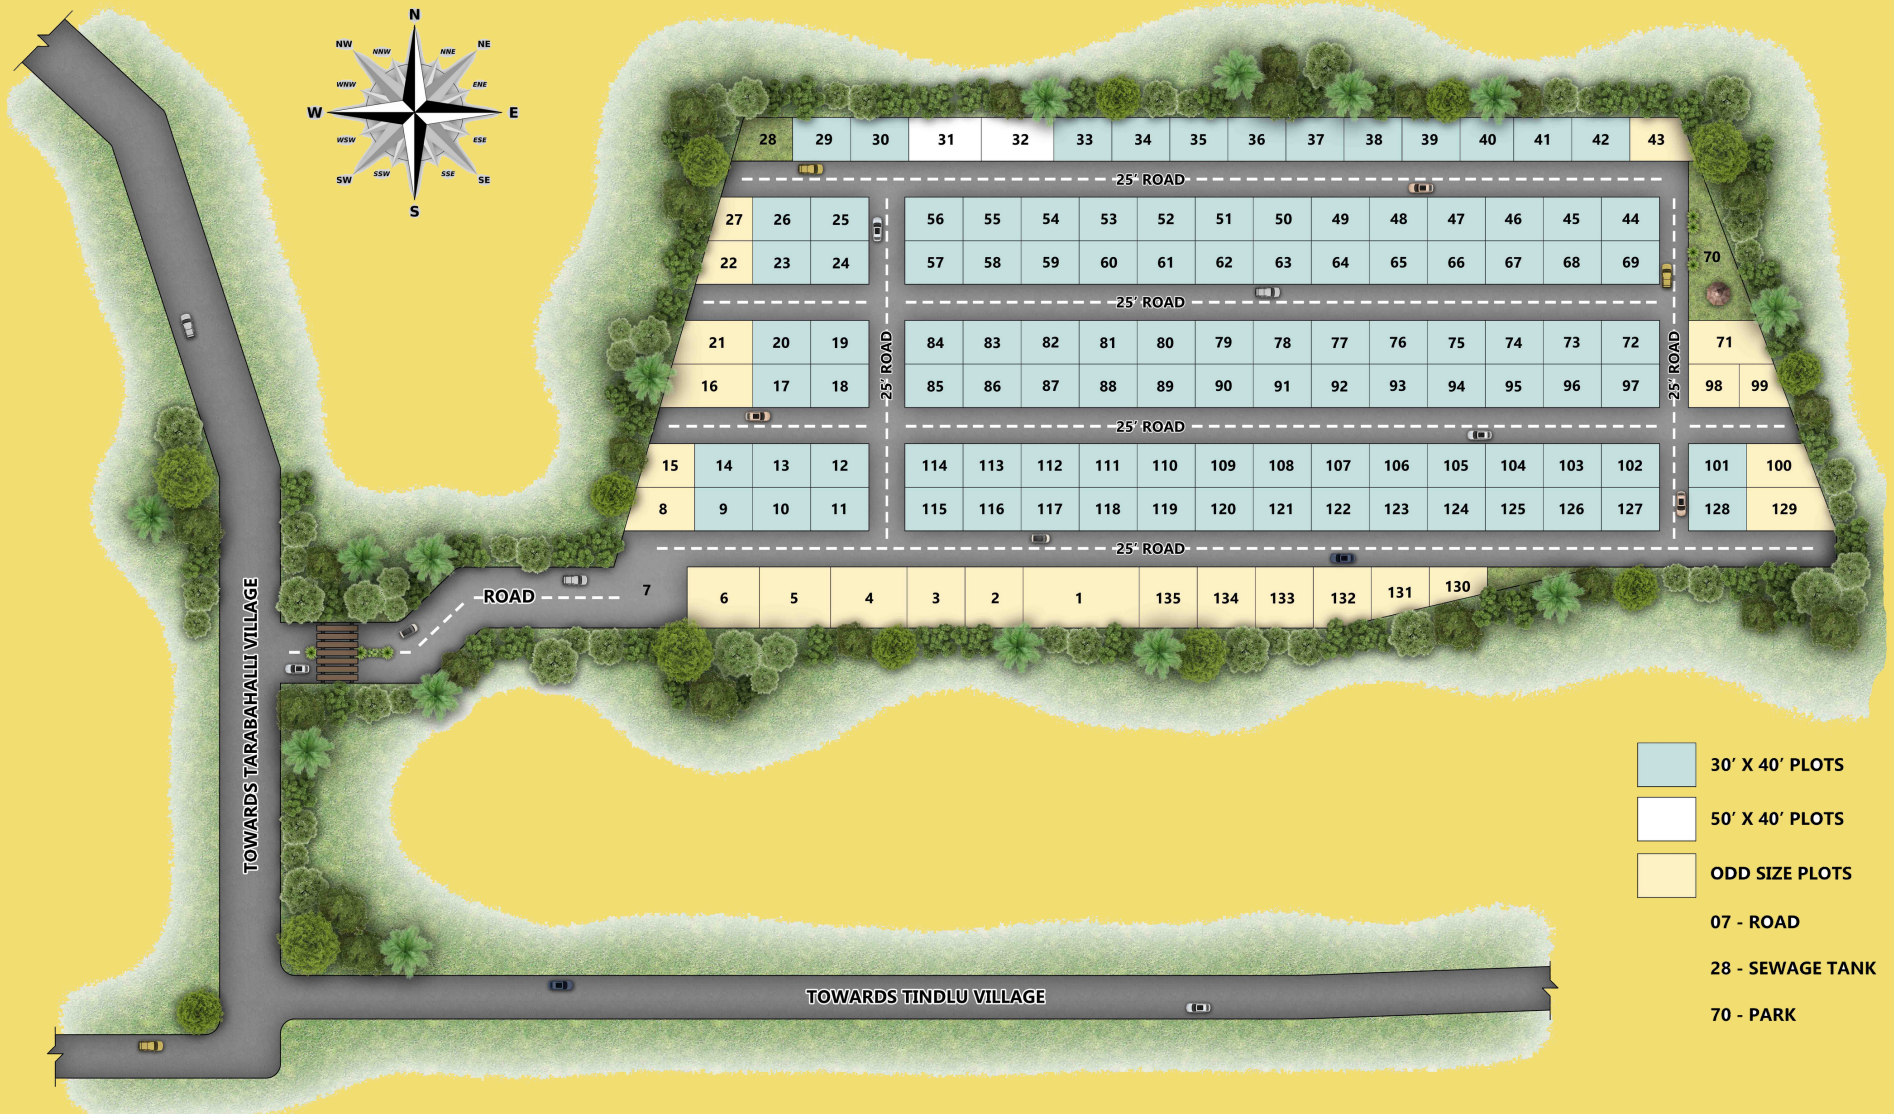 N
NW NNW NNE NE
WNW ENE
W E
WSW ESE
SW SSW SSE SE
S
28 29 30 31 32 33 34 35 36 37 38 39 40 41 42 43
25' ROAD
27 26 25 56 55 54 53 52 51 50 49 48 47 46 45 44
22 23 24 57 58 59 60 61 62 63 64 65 66 67 68 69
70
25' ROAD
21 20 19 84 83 82 81 80 79 78 77 76 75 74 73 72 71
25' ROAD
25' ROAD
16 17 18 85 86 87 88 89 90 91 92 93 94 95 96 97 98 99
25' ROAD
15 14 13 12 114 113 112 111 110 109 108 107 106 105 104 103 102 101 100
8 9 10 11 115 116 117 118 119 120 121 122 123 124 125 126 127 128 129
25' ROAD
ROAD 7 6 5 4 3 2 1 135 134 133 132 131 130
TOWARDS TARABAHALLI VILLAGE
TOWARDS TINDLU VILLAGE
30' X 40' PLOTS
50' X 40' PLOTS
ODD SIZE PLOTS
07 - ROAD
28 - SEWAGE TANK
70 - PARK